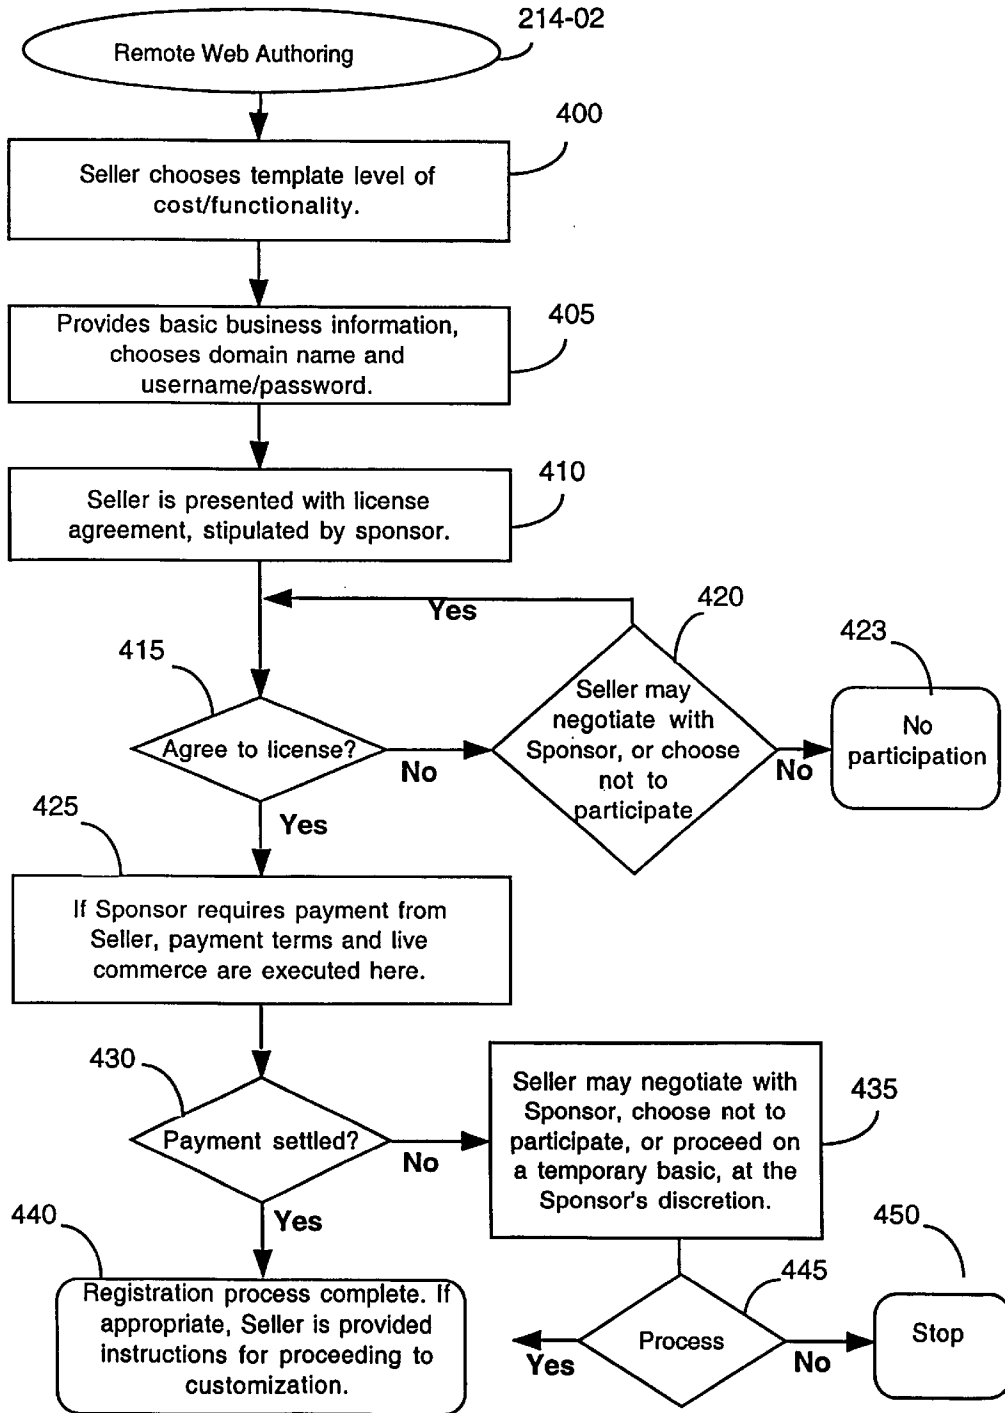 214-02
Remote Web Authoring
400
Seller chooses template level of
cost/functionality.
405
Provides basic business information,
chooses domain name and
username/password.
410
Seller is presented with license
agreement, stipulated by sponsor.
Yes
420
415
423
Agree to license?
No
Seller may
negotiate with
Sponsor, or choose
not to
participate
No
No
participation
Yes
425
If Sponsor requires payment from
Seller, payment terms and live
commerce are executed here.
430
Payment settled?
No
435
Seller may negotiate with
Sponsor, choose not to
participate, or proceed on
a temporary basic, at the
Sponsor's discretion.
Yes
440
Registration process complete. If
appropriate, Seller is provided
instructions for proceeding to
customization.
445
Process
Yes
No
450
Stop